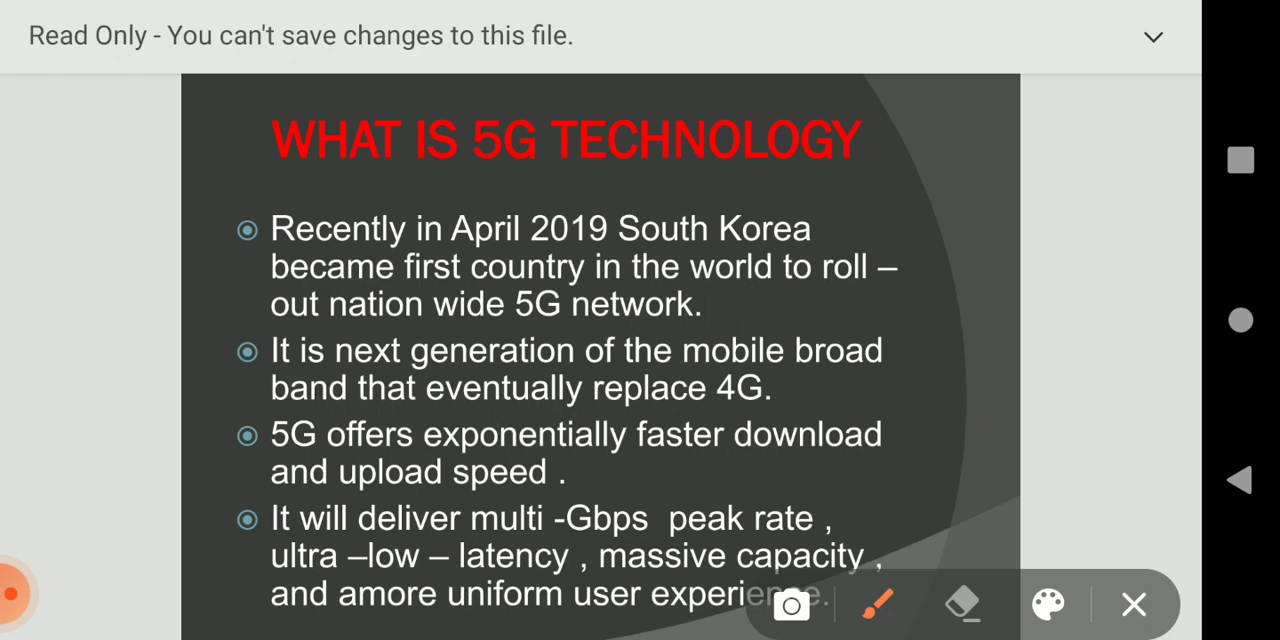 Read Only - You can't save changes to this file.
WHAT IS 5G TECHNOLOGY
Recently in April 2019 South Korea
became first country in the world to roll –
out nation wide 5G network.
It is next generation of the mobile broad
band that eventually replace 4G.
5G offers exponentially faster download
and upload speed .
It will deliver multi -Gbps peak rate ,
ultra –low – latency , massive capacity ,
and amore uniform user experience.